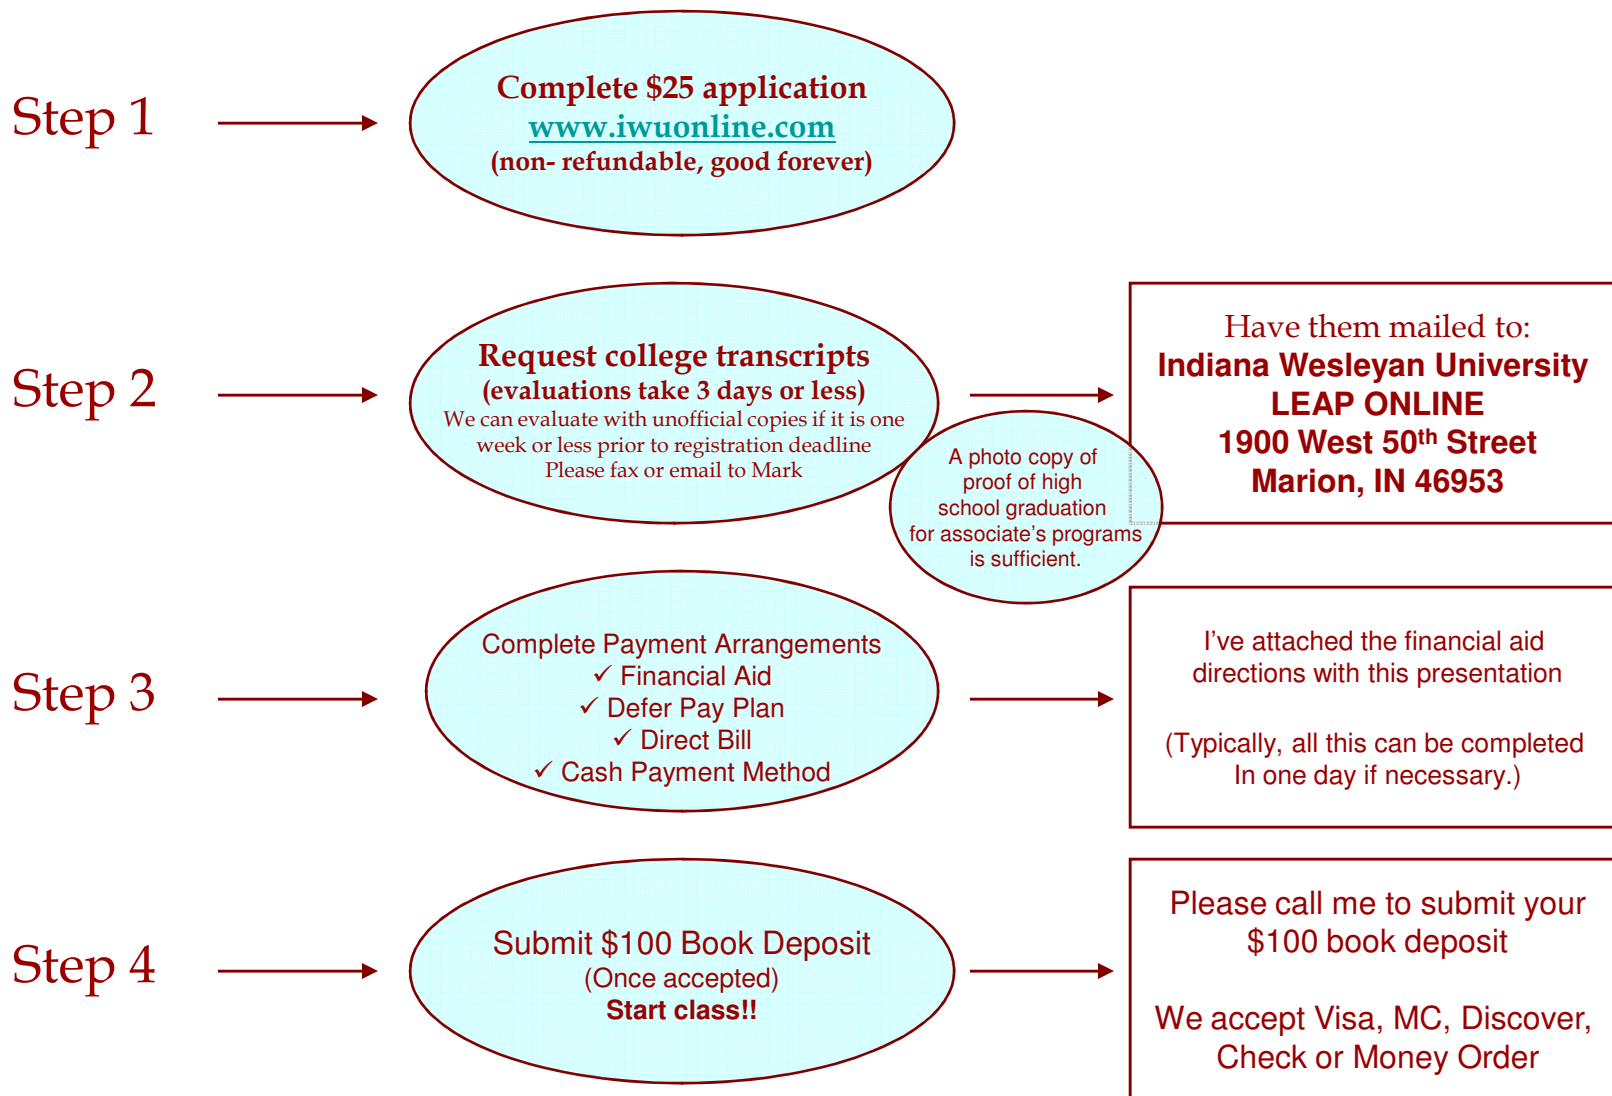 Step 1
Complete $25 application
www.iwuonline.com
(non- refundable, good forever)
Step 2
Request college transcripts
(evaluations take 3 days or less)
We can evaluate with unofficial copies if it is one
week or less prior to registration deadline
Please fax or email to Mark
A photo copy of
proof of high
school graduation
for associate's programs
is sufficient.
Have them mailed to:
Indiana Wesleyan University
LEAP ONLINE
1900 West 50th Street
Marion, IN 46953
Step 3
Complete Payment Arrangements
✓ Financial Aid
✓ Defer Pay Plan
✓ Direct Bill
✓ Cash Payment Method
I've attached the financial aid
directions with this presentation
(Typically, all this can be completed
In one day if necessary.)
Step 4
Submit $100 Book Deposit
(Once accepted)
Start class!!
Please call me to submit your
$100 book deposit
We accept Visa, MC, Discover,
Check or Money Order